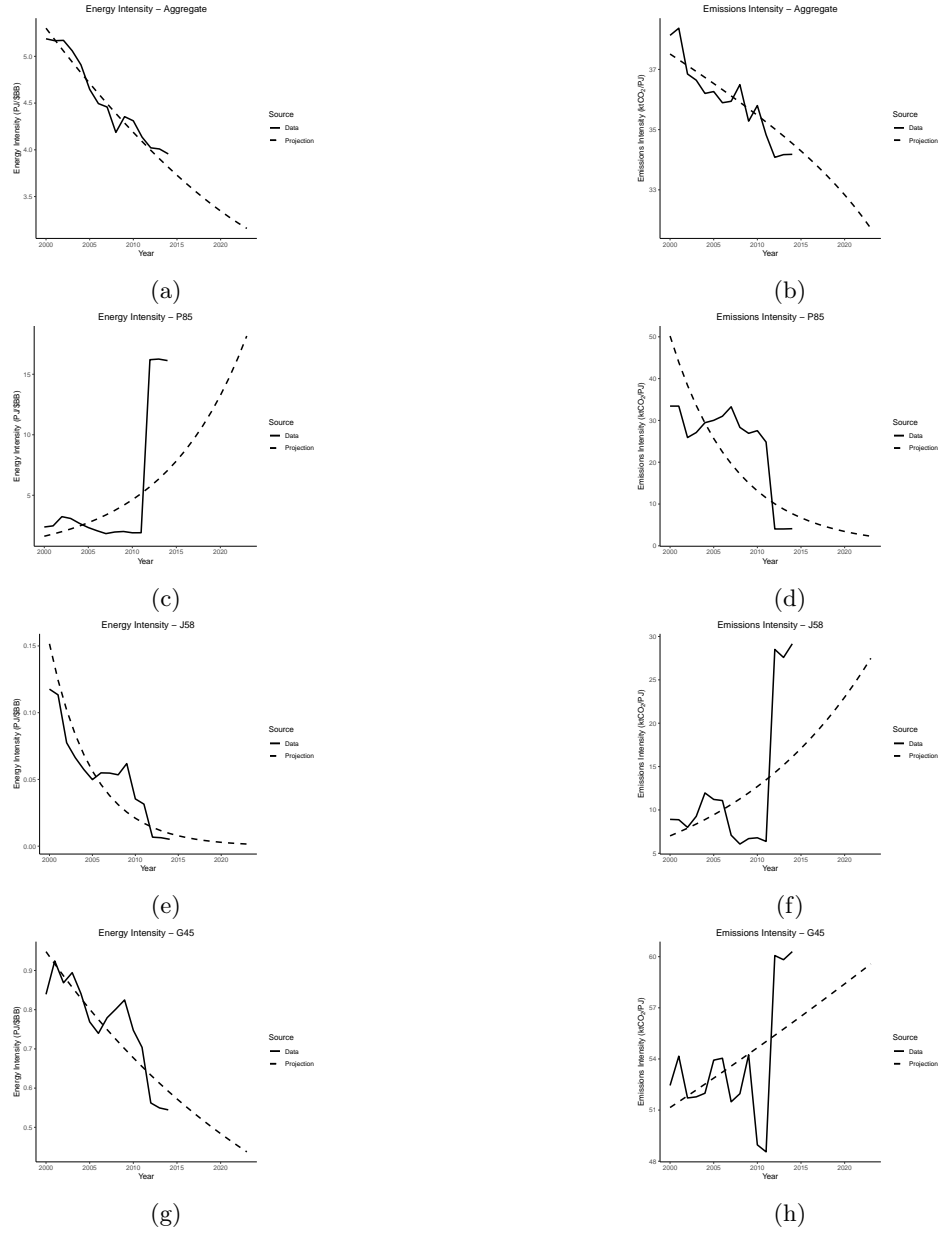 Energy Intensity – Aggregate
Energy Intensity (PJ/$BB)
5.0
4.5
4.0
3.5
2000 2005 2010 2015 2020
Year
Source
Data
Projection
(a)
Emissions Intensity – Aggregate
Emissions Intensity (ktCO₂/PJ)
37
35
33
2000 2005 2010 2015 2020
Year
Source
Data
Projection
(b)
Energy Intensity – P85
Energy Intensity (PJ/$BB)
15
10
5
2000 2005 2010 2015 2020
Year
Source
Data
Projection
(c)
Emissions Intensity – P85
Emissions Intensity (ktCO₂/PJ)
50
40
30
20
10
0
2000 2005 2010 2015 2020
Year
Source
Data
Projection
(d)
Energy Intensity – J58
Energy Intensity (PJ/$BB)
0.15
0.10
0.05
0.00
2000 2005 2010 2015 2020
Year
Source
Data
Projection
(e)
Emissions Intensity – J58
Emissions Intensity (ktCO₂/PJ)
30
25
20
15
10
5
2000 2005 2010 2015 2020
Year
Source
Data
Projection
(f)
Energy Intensity – G45
Energy Intensity (PJ/$BB)
0.9
0.8
0.7
0.6
0.5
2000 2005 2010 2015 2020
Year
Source
Data
Projection
(g)
Emissions Intensity – G45
Emissions Intensity (ktCO₂/PJ)
60
57
54
51
48
2000 2005 2010 2015 2020
Year
Source
Data
Projection
(h)